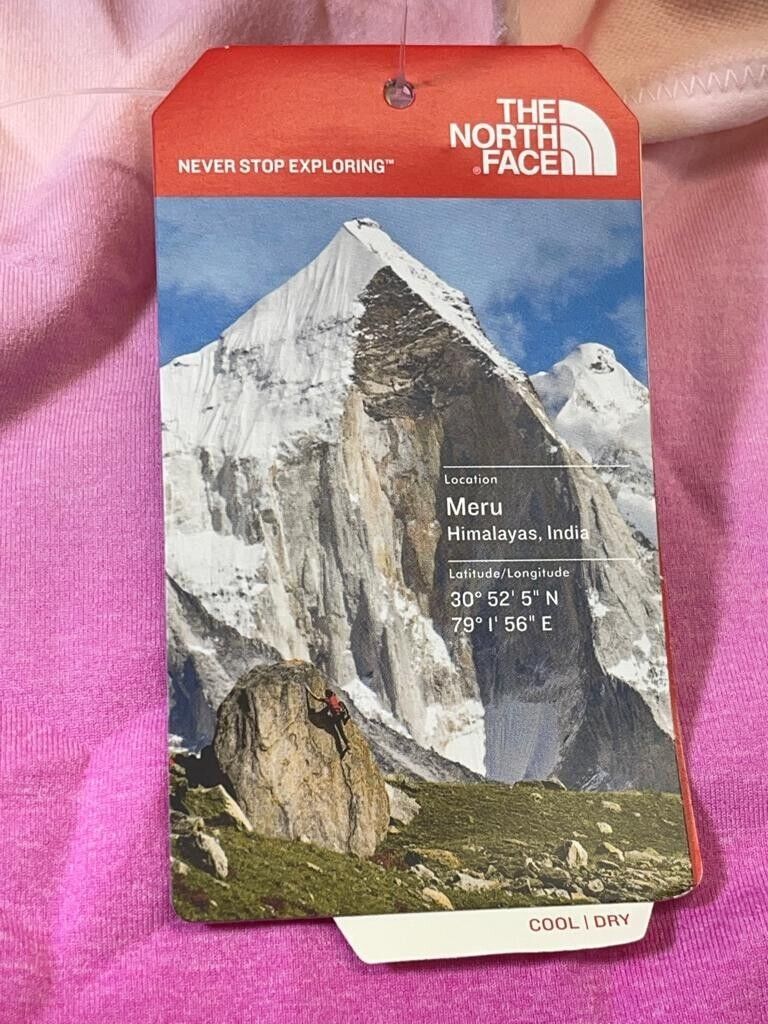 NEVER STOP EXPLORING™
THE
NORTH
®FACE
Location
Meru
Himalayas, India
Latitude/Longitude
30° 52' 5" N
79° 1' 56" E
COOL | DRY